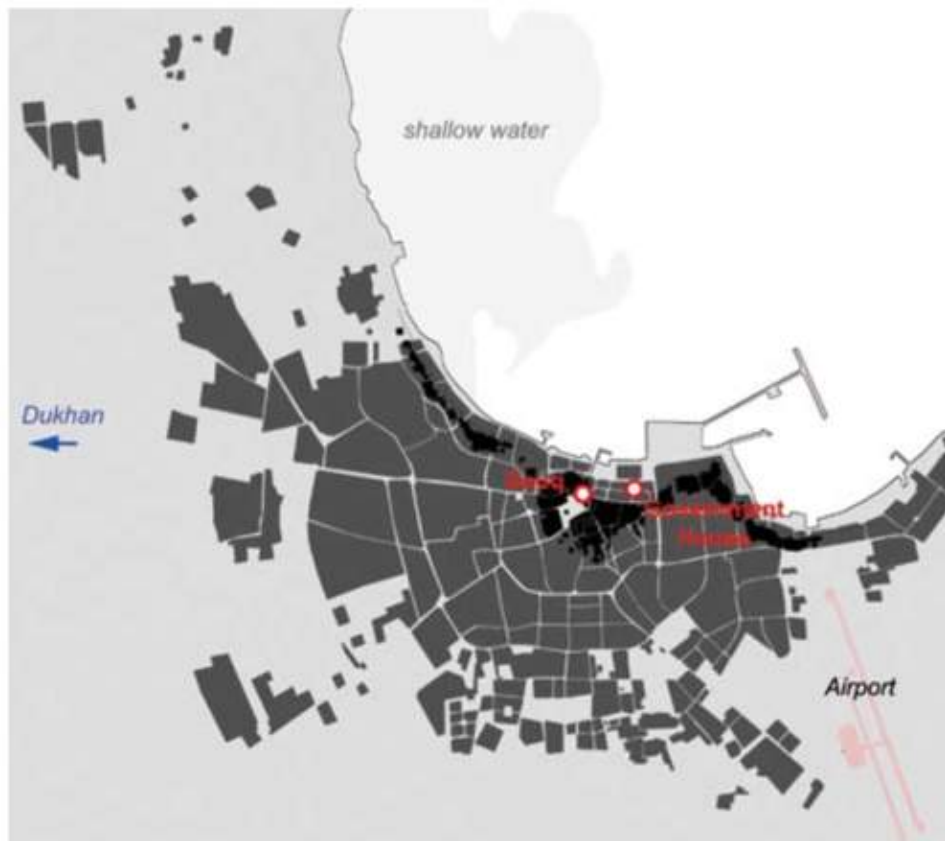 shallow water
Dukhan
Souq
Government
House
Airport